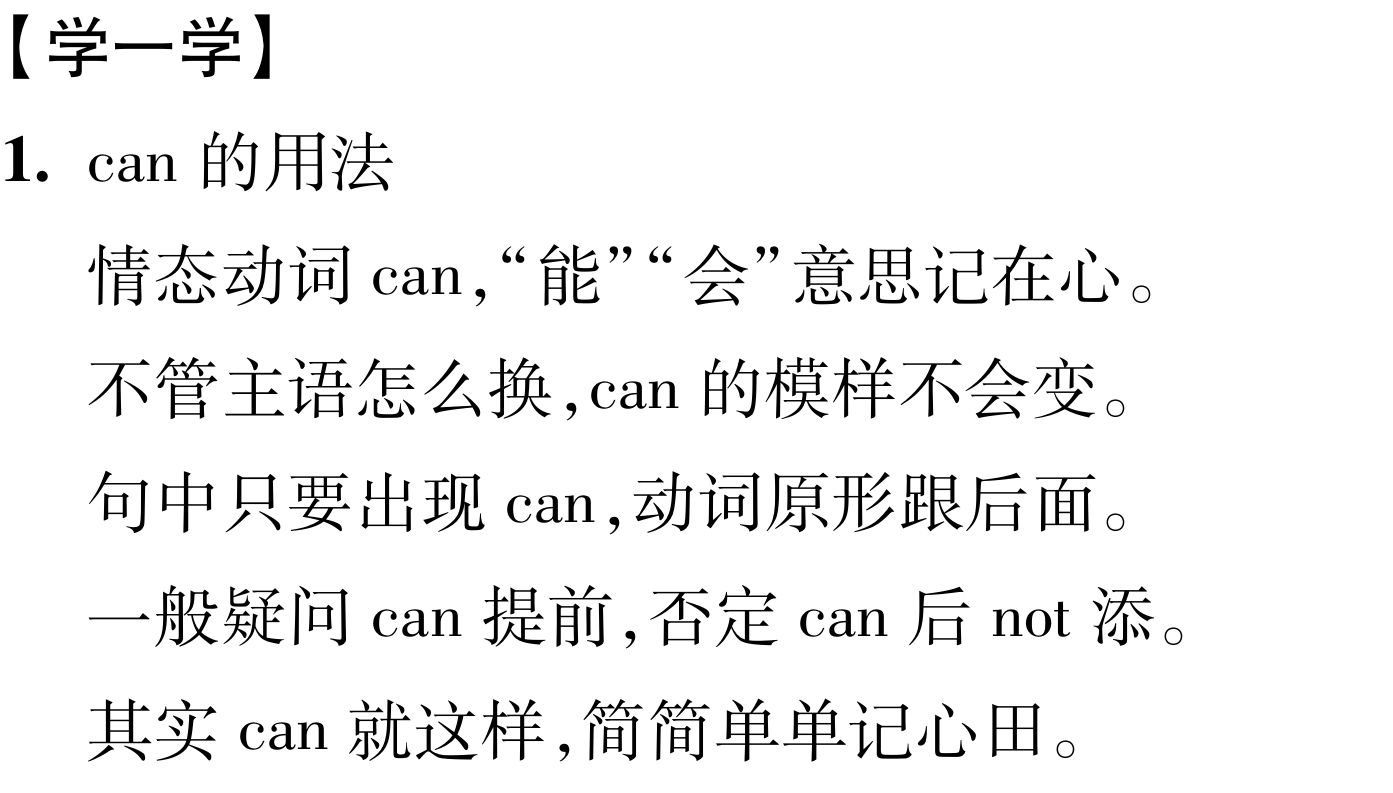 【学一学】
1. can 的用法
情态动词 can,“能”“会”意思记在心。
不管主语怎么换,can 的模样不会变。
句中只要出现 can,动词原形跟后面。
一般疑问 can 提前,否定 can 后 not 添。
其实 can 就这样,简简单单记心田。